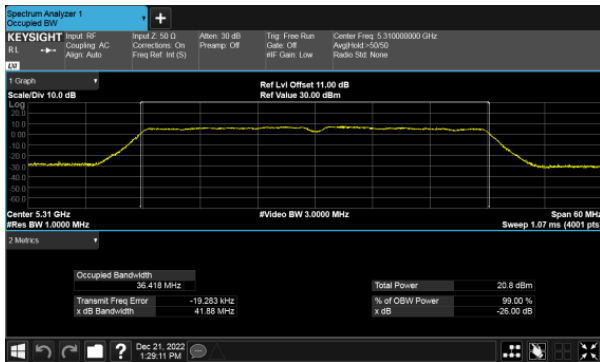 Spectrum Analyzer 1
Occupied BW
KEYSIGHT
Input: RF
Coupling: AC
Align: Auto
Input Z: 50 Ω
Corrections: On
Freq Ref: Int (S)
Atten: 30 dB
Preamp: Off
Trig: Free Run
Gate: Off
#IF Gain: Low
Center Freq: 5.310000000 GHz
Avg|Hold:>50/50
Radio Std: None
R L
LXI
1 Graph
Scale/Div 10.0 dB
Ref Lvl Offset 11.00 dB
Ref Value 30.00 dBm
Log
20.0
10.0
0.00
-10.0
-20.0
-30.0
-40.0
-50.0
-60.0
Center 5.31 GHz
#Res BW 1.0000 MHz
#Video BW 3.0000 MHz
Span 60 MHz
Sweep 1.07 ms (4001 pts)
2 Metrics
Occupied Bandwidth
36.418 MHz
Total Power
20.8 dBm
Transmit Freq Error
-19.283 kHz
% of OBW Power
99.00 %
x dB Bandwidth
41.88 MHz
x dB
-26.00 dB
Dec 21, 2022
1:29:11 PM